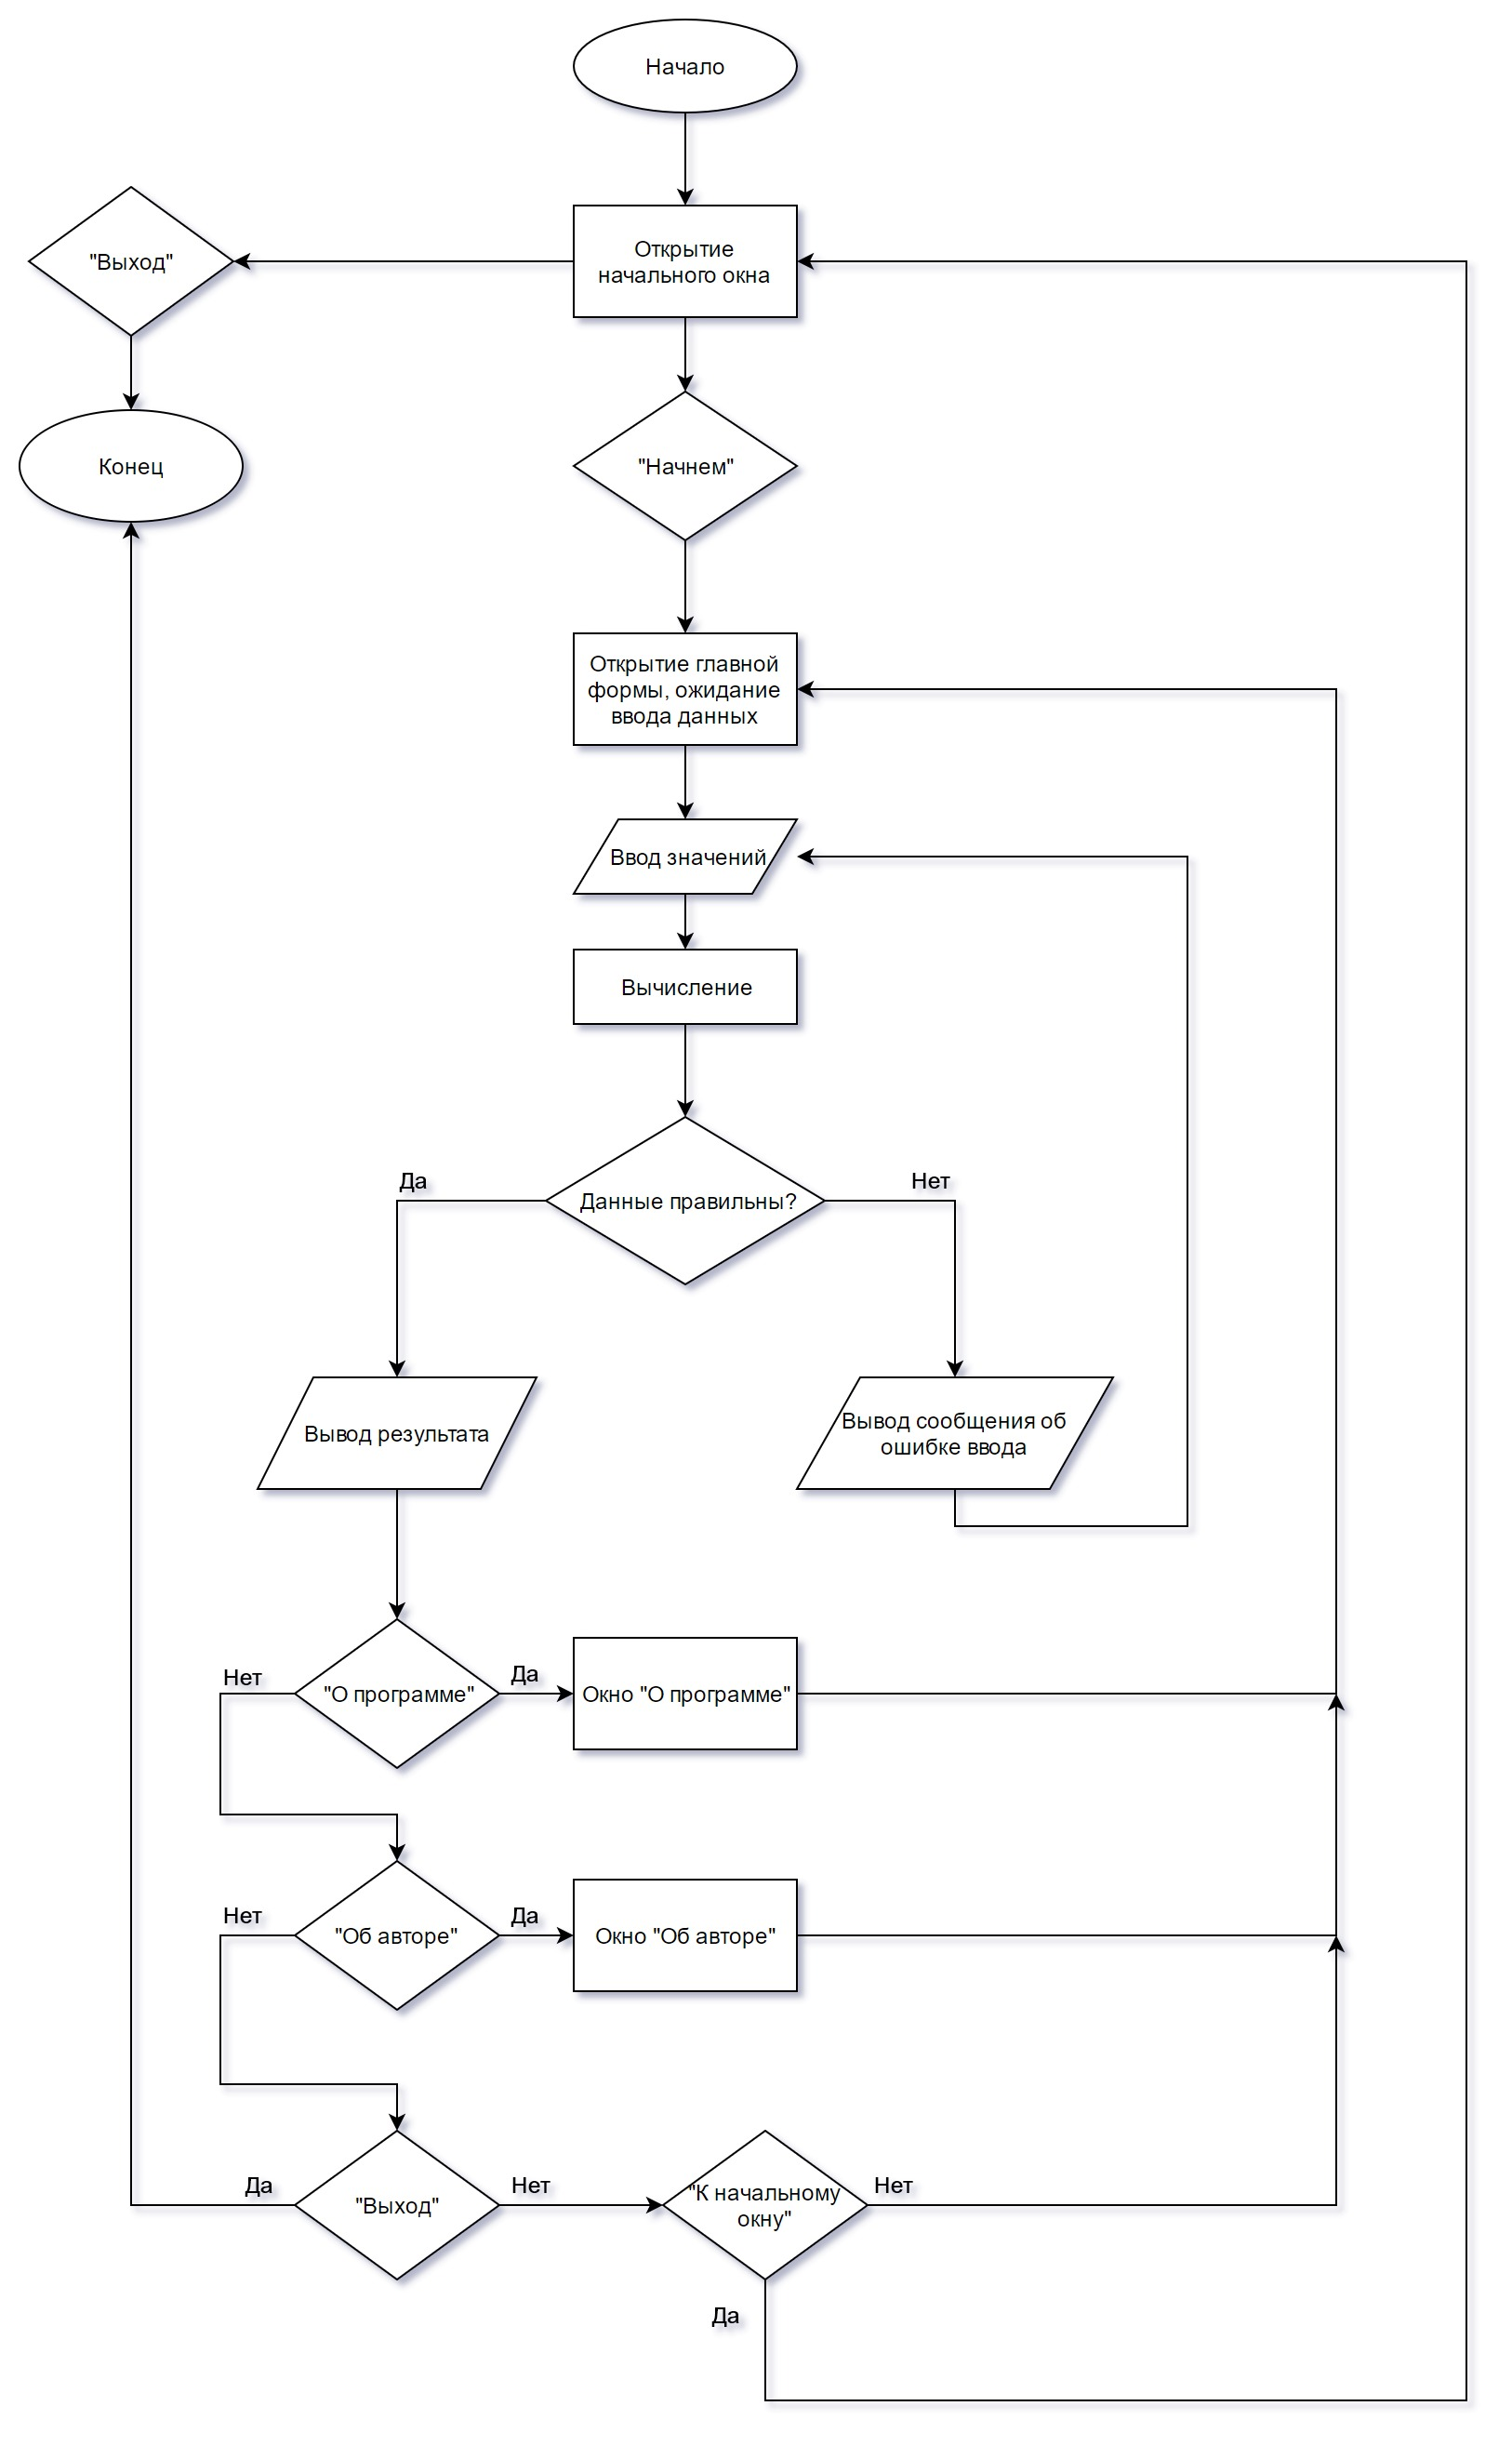 Начало
"Выход"
Открытие
начального окна
Конец
"Начнем"
Открытие главной
формы, ожидание
ввода данных
Ввод значений
Вычисление
Да
Данные правильны?
Нет
Вывод результата
Вывод сообщения об
ошибке ввода
Нет
"О программе"
Да
Окно "О программе"
Нет
"Об авторе"
Да
Окно "Об авторе"
Да
"Выход"
Нет
"К начальному
окну"
Нет
Да